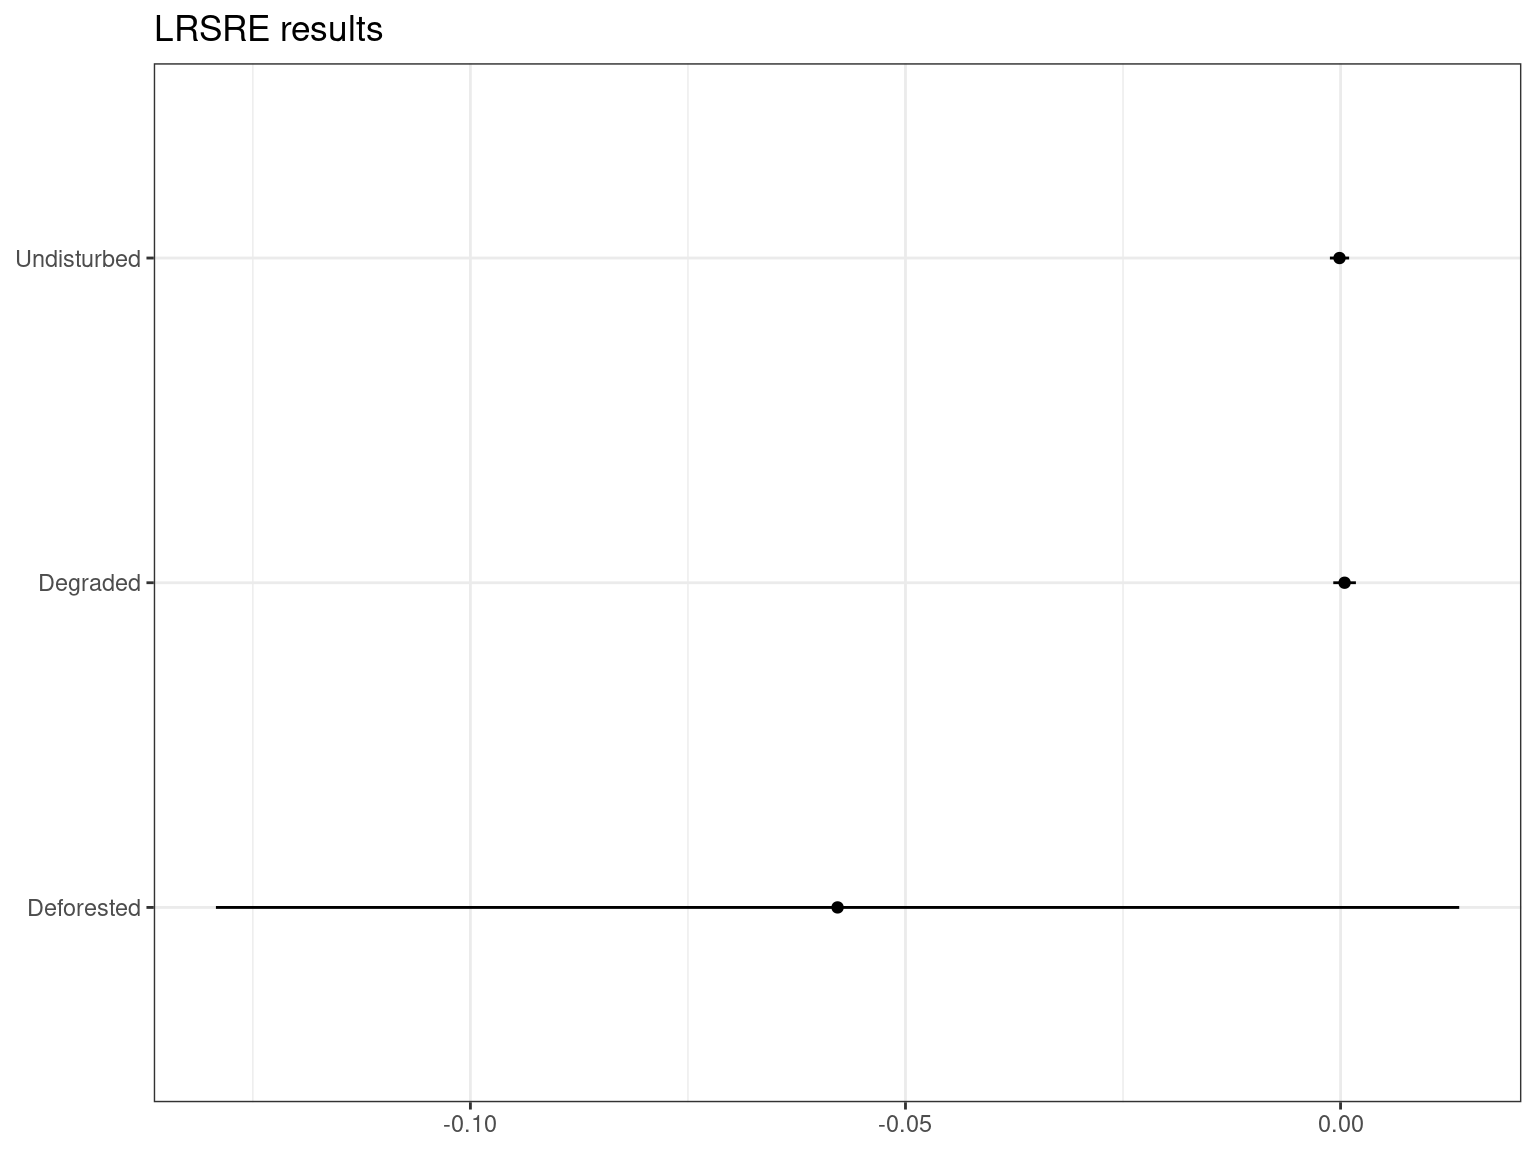 LRSRE results
Undisturbed
Degraded
Deforested
-0.10
-0.05
0.00